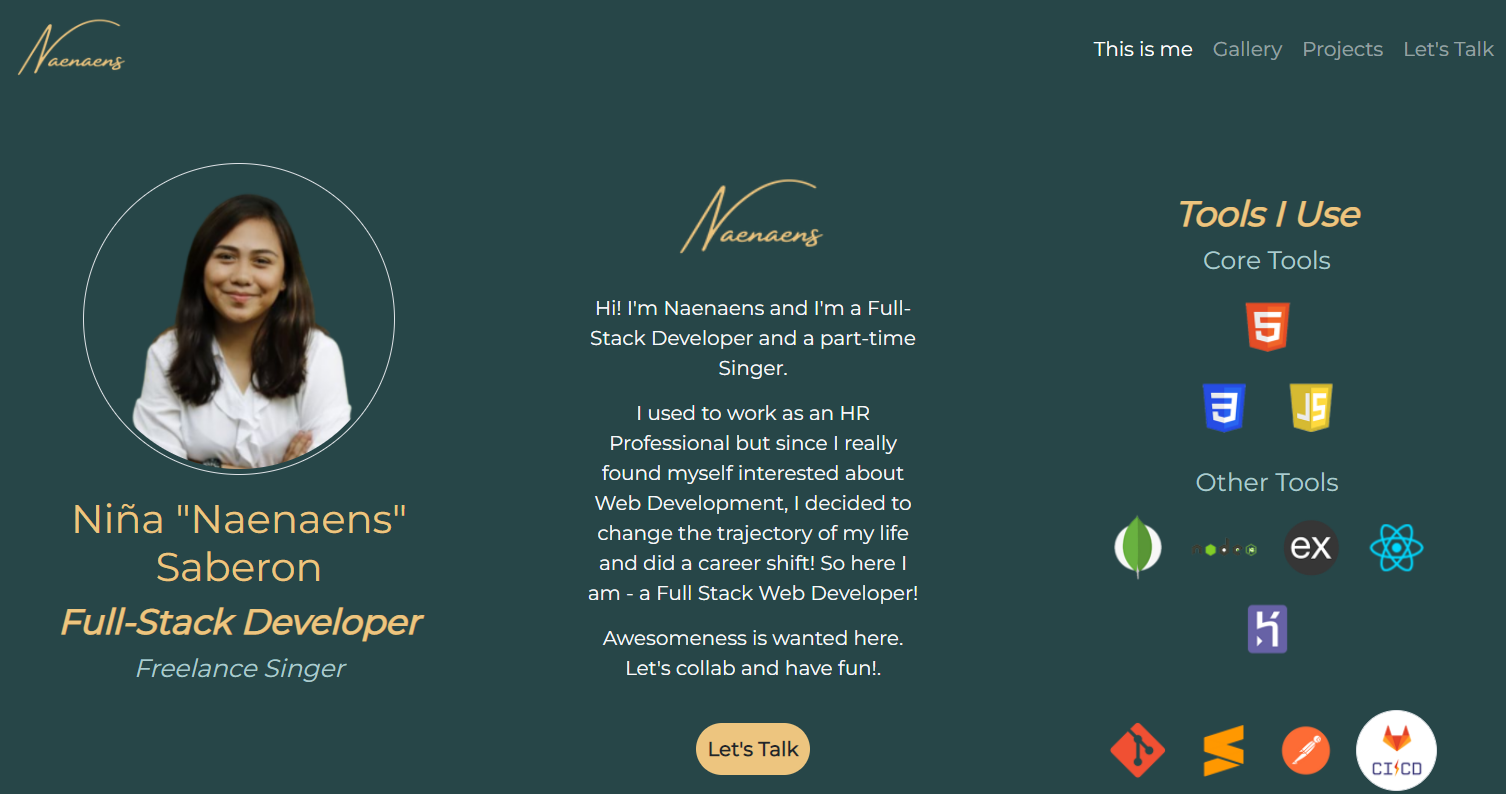 Naenaens
This is me Gallery Projects Let's Talk
Niña "Naenaens"
Saberon
Full-Stack Developer
Freelance Singer
Naenaens
Hi! I'm Naenaens and I'm a Full-
Stack Developer and a part-time
Singer.
I used to work as an HR
Professional but since I really
found myself interested about
Web Development, I decided to
change the trajectory of my life
and did a career shift! So here I
am - a Full Stack Web Developer!
Awesomeness is wanted here.
Let's collab and have fun!.
Let's Talk
Tools I Use
Core Tools
5
3 JS
Other Tools
ex
CI CD